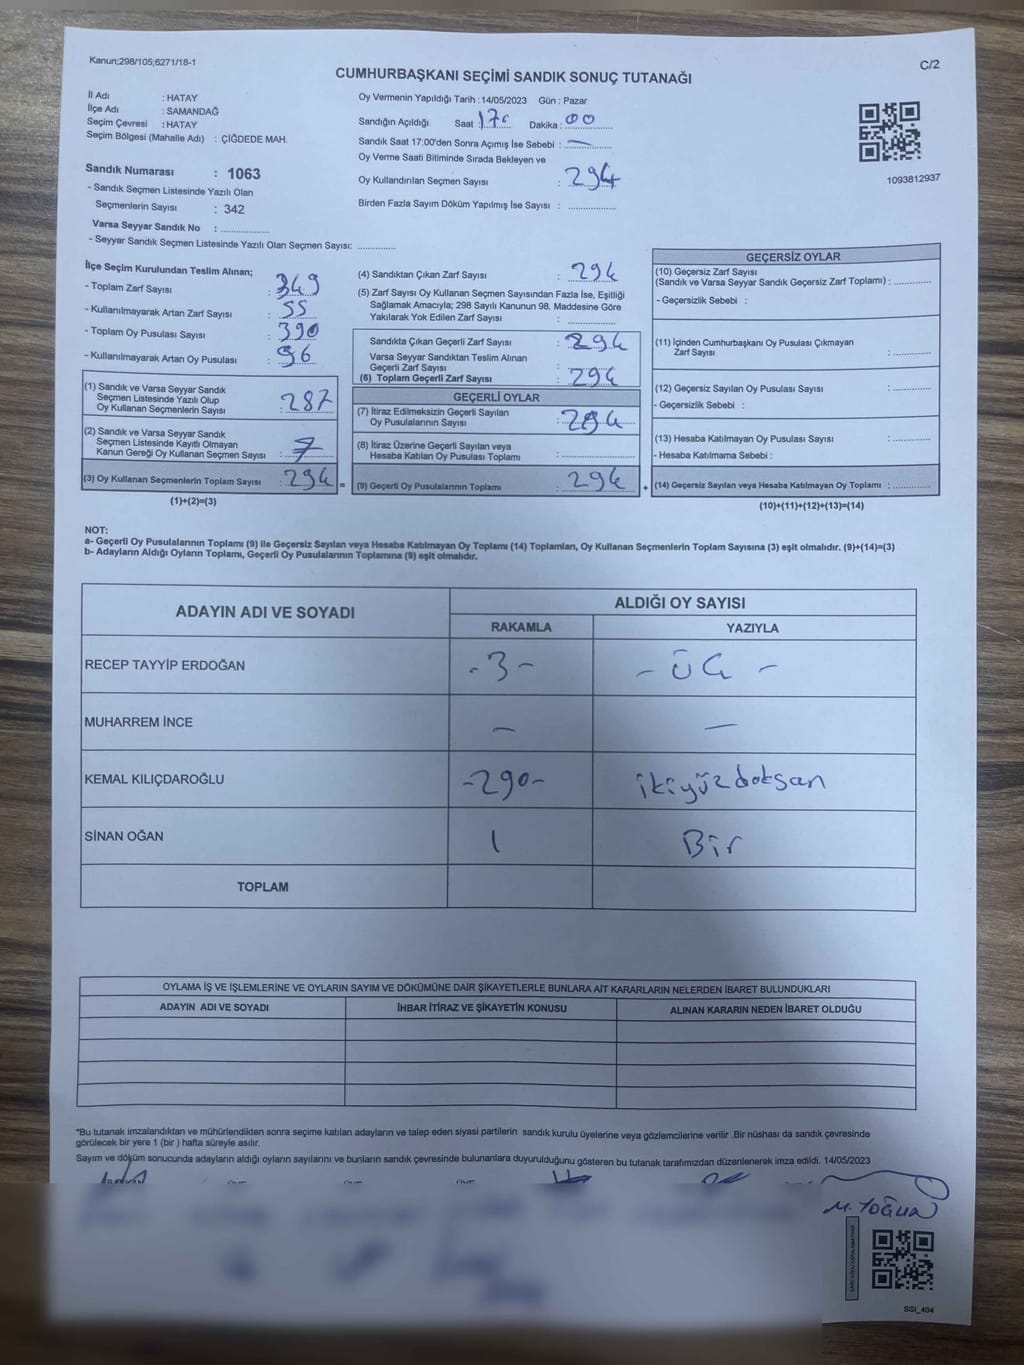 Kanun;298/105;6271/18-1
C/2
CUMHURBAŞKANI SEÇİMİ SANDIK SONUÇ TUTANAĞI
İl Adı : HATAY
İlçe Adı : SAMANDAĞ
Seçim Çevresi : HATAY
Seçim Bölgesi (Mahalle Adı) : ÇİĞDEDE MAH.
Sandık Numarası : 1063
- Sandık Seçmen Listesinde Yazılı Olan
Seçmenlerin Sayısı : 342
Varsa Seyyar Sandık No :
- Seyyar Sandık Seçmen Listesinde Yazılı Olan Seçmen Sayısı:
Oy Vermenin Yapıldığı Tarih : 14/05/2023 Gün : Pazar
Sandığın Açıldığı Saat : 17 Dakika : 00
Sandık Saat 17:00'den Sonra Açımış İse Sebebi : —
Oy Verme Saati Bitiminde Sırada Bekleyen ve
Oy Kullandırılan Seçmen Sayısı : 294
Birden Fazla Sayım Döküm Yapılmış İse Sayısı :
1093812937
İlçe Seçim Kurulundan Teslim Alınan;
- Toplam Zarf Sayısı : 349
- Kullanılmayarak Artan Zarf Sayısı : 55
- Toplam Oy Pusulası Sayısı : 390
- Kullanılmayarak Artan Oy Pusulası : 96
(1) Sandık ve Varsa Seyyar Sandık
Seçmen Listesinde Yazılı Olup
Oy Kullanan Seçmenlerin Sayısı : 287
(2) Sandık ve Varsa Seyyar Sandık
Seçmen Listesinde Kayıtlı Olmayan
Kanun Gereği Oy Kullanan Seçmen Sayısı : 7
(3) Oy Kullanan Seçmenlerin Toplam Sayısı : 294 =
(1)+(2)=(3)
(4) Sandıktan Çıkan Zarf Sayısı : 294
(5) Zarf Sayısı Oy Kullanan Seçmen Sayısından Fazla İse, Eşitliği
Sağlamak Amacıyla; 298 Sayılı Kanunun 98. Maddesine Göre
Yakılarak Yok Edilen Zarf Sayısı :
Sandıkta Çıkan Geçerli Zarf Sayısı : 294
Varsa Seyyar Sandıktan Teslim Alınan
Geçerli Zarf Sayısı :
(6) Toplam Geçerli Zarf Sayısı : 294
GEÇERLİ OYLAR
(7) İtiraz Edilmeksizin Geçerli Sayılan
Oy Pusulalarının Sayısı : 294
(8) İtiraz Üzerine Geçerli Sayılan veya
Hesaba Katılan Oy Pusulası Toplamı :
(9) Geçerli Oy Pusulalarının Toplamı : 294 +
GEÇERSİZ OYLAR
(10) Geçersiz Zarf Sayısı
(Sandık ve Varsa Seyyar Sandık Geçersiz Zarf Toplamı) :
- Geçersizlik Sebebi :
(11) İçinden Cumhurbaşkanı Oy Pusulası Çıkmayan
Zarf Sayısı :
(12) Geçersiz Sayılan Oy Pusulası Sayısı :
- Geçersizlik Sebebi :
(13) Hesaba Katılmayan Oy Pusulası Sayısı :
- Hesaba Katılmama Sebebi :
(14) Geçersiz Sayılan veya Hesaba Katılmayan Oy Toplamı :
(10)+(11)+(12)+(13)=(14)
NOT:
a- Geçerli Oy Pusulalarının Toplamı (9) ile Geçersiz Sayılan veya Hesaba Katılmayan Oy Toplamı (14) Toplamları, Oy Kullanan Seçmenlerin Toplam Sayısına (3) eşit olmalıdır. (9)+(14)=(3)
b- Adayların Aldığı Oyların Toplamı, Geçerli Oy Pusulalarının Toplamına (9) eşit olmalıdır.
ADAYIN ADI VE SOYADI
ALDIĞI OY SAYISI
RAKAMLA YAZIYLA
RECEP TAYYİP ERDOĞAN -3- - ÜÇ -
MUHARREM İNCE — —
KEMAL KILIÇDAROĞLU -290- ikiyüzdoksan
SİNAN OĞAN 1 Bir
TOPLAM
OYLAMA İŞ VE İŞLEMLERİNE VE OYLARIN SAYIM VE DÖKÜMÜNE DAİR ŞİKAYETLERLE BUNLARA AİT KARARLARIN NELERDEN İBARET BULUNDUKLARI
ADAYIN ADI VE SOYADI İHBAR İTİRAZ VE ŞİKAYETİN KONUSU ALINAN KARARIN NEDEN İBARET OLDUĞU
*Bu tutanak imzalandıktan ve mühürlendikten sonra seçime katılan adayların ve talep eden siyasi partilerin sandık kurulu üyelerine veya gözlemcilerine verilir .Bir nüshası da sandık çevresinde
görülecek bir yere 1 (bir ) hafta süreyle asılır.
Sayım ve döküm sonucunda adayların aldığı oyların sayılarını ve bunların sandık çevresinde bulunanlara duyurulduğunu gösteren bu tutanak tarafımızdan düzenlenerek imza edildi. 14/05/2023
SSI_404